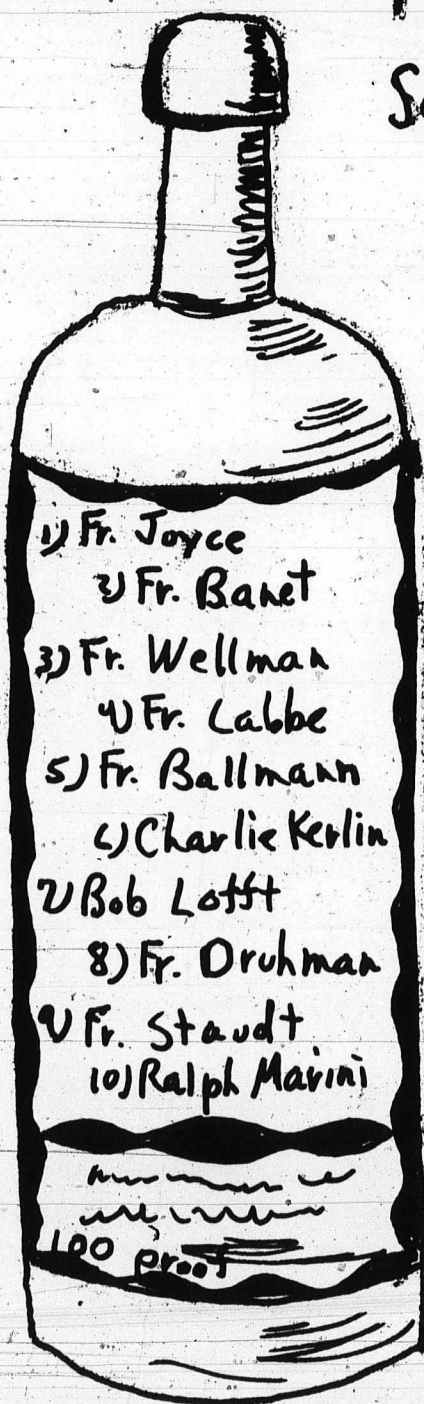 1) Fr. Joyce
2) Fr. Banet
3) Fr. Wellman
4) Fr. Labbe
5) Fr. Ballmann
6) Charlie Kerlin
7) Bob Lofft
8) Fr. Druhman
9) Fr. Staudt
10) Ralph Marini
100 proof